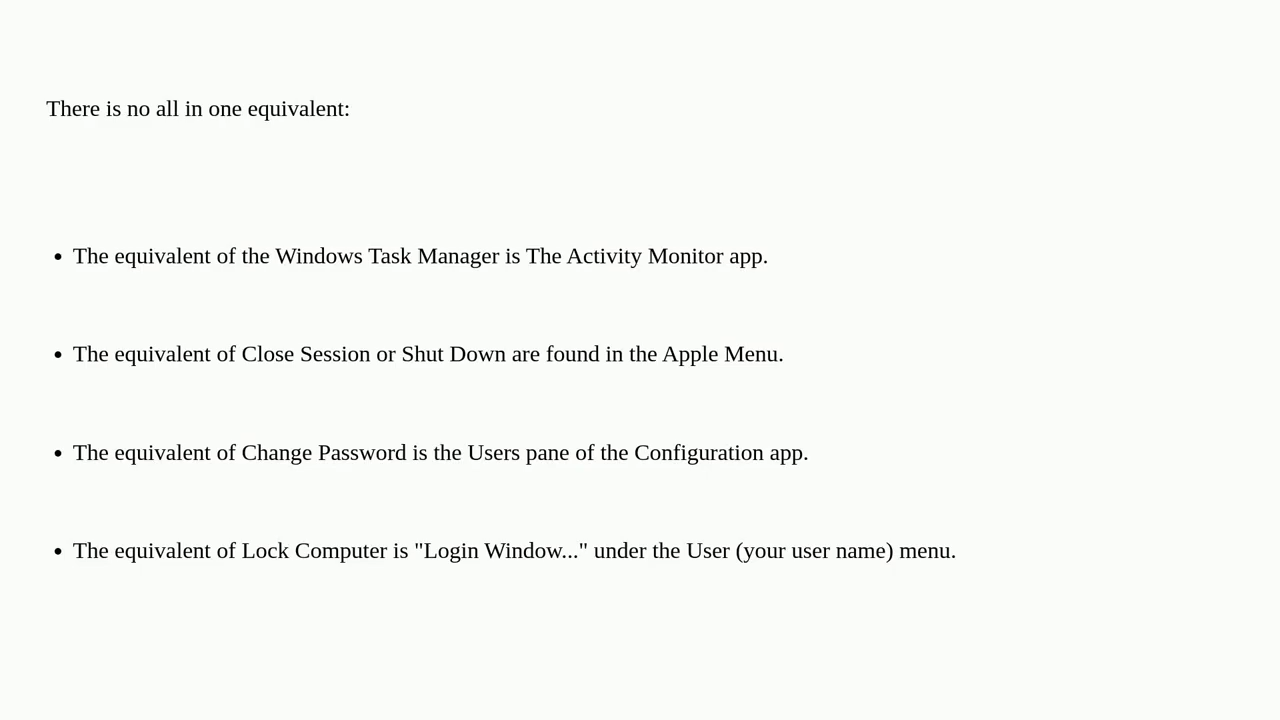 There is no all in one equivalent:
• The equivalent of the Windows Task Manager is The Activity Monitor app.
• The equivalent of Close Session or Shut Down are found in the Apple Menu.
• The equivalent of Change Password is the Users pane of the Configuration app.
• The equivalent of Lock Computer is "Login Window..." under the User (your user name) menu.